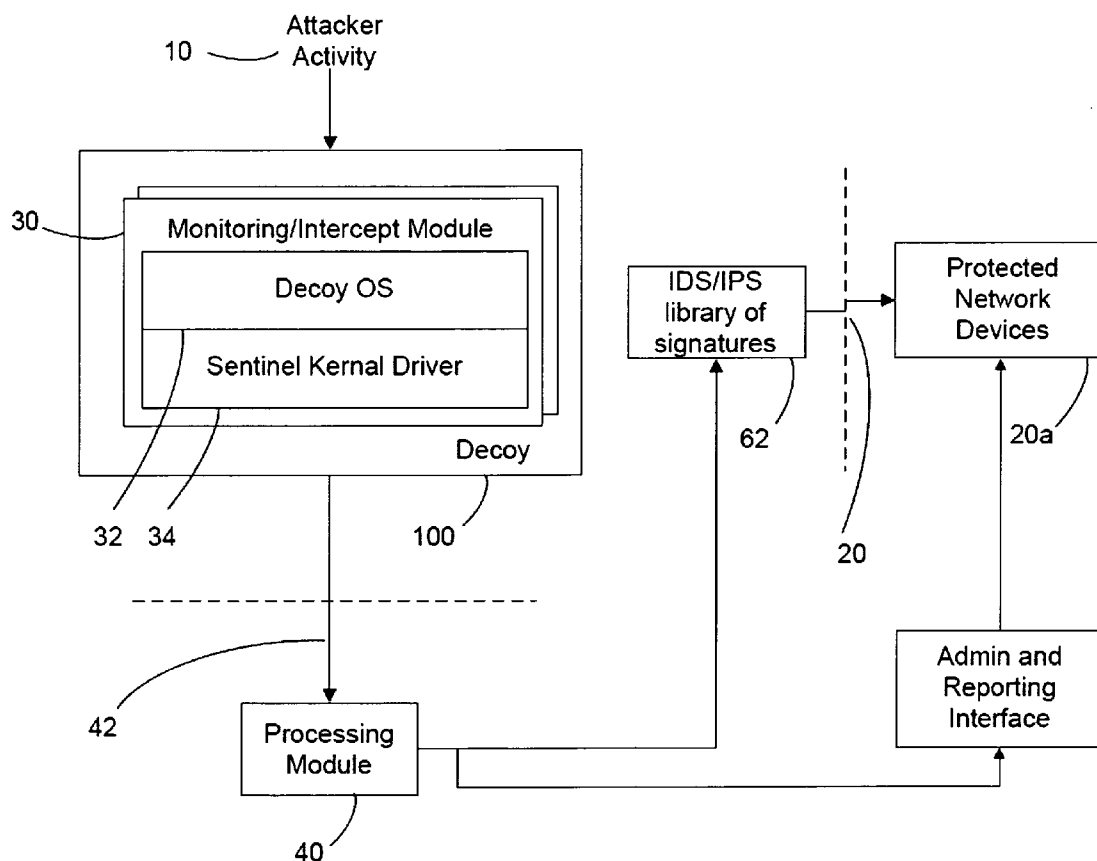 10
Attacker
Activity
30
Monitoring/Intercept Module
Decoy OS
Sentinel Kernal Driver
Decoy
32
34
100
IDS/IPS
library of
signatures
62
20
Protected
Network
Devices
20a
42
Processing
Module
40
Admin and
Reporting
Interface